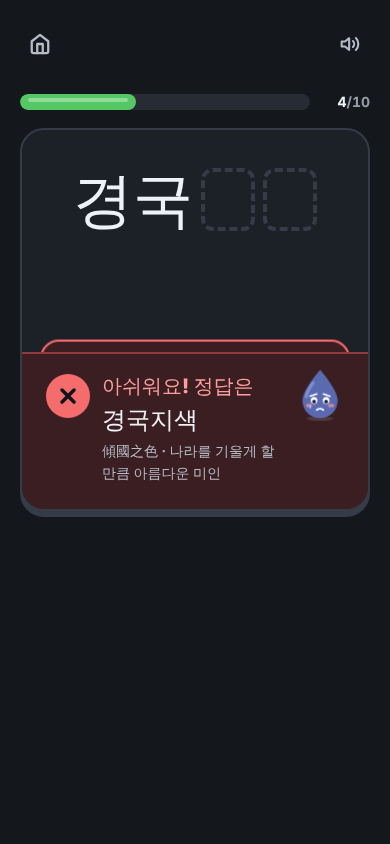 4/10
경국
아쉬워요! 정답은
경국지색
傾國之色 · 나라를 기울게 할
만큼 아름다운 미인